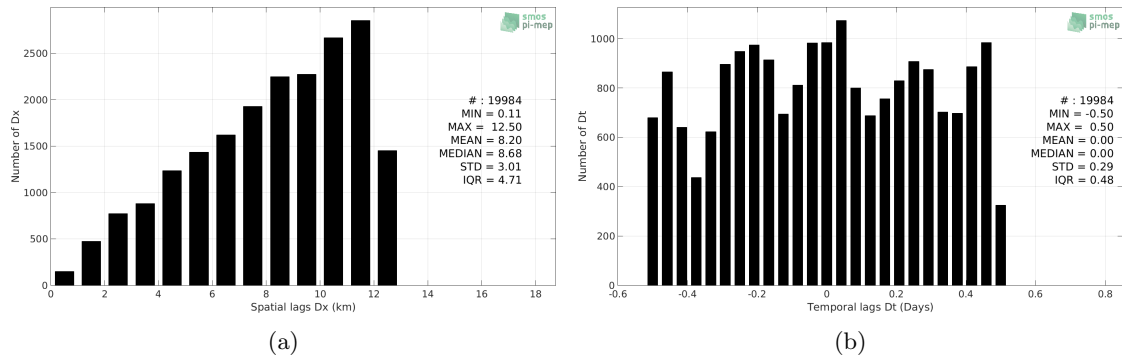 smos
pi-mep
2500
2000
1500
1000
500
0
Number of Dx
# : 19984
MIN = 0.11
MAX = 12.50
MEAN = 8.20
MEDIAN = 8.68
STD = 3.01
IQR = 4.71
0 2 4 6 8 10 12 14 16 18
Spatial lags Dx (km)
(a)
smos
pi-mep
1000
800
600
400
200
0
Number of Dt
# : 19984
MIN = -0.50
MAX = 0.50
MEAN = 0.00
MEDIAN = 0.00
STD = 0.29
IQR = 0.48
-0.6 -0.4 -0.2 0 0.2 0.4 0.6 0.8
Temporal lags Dt (Days)
(b)